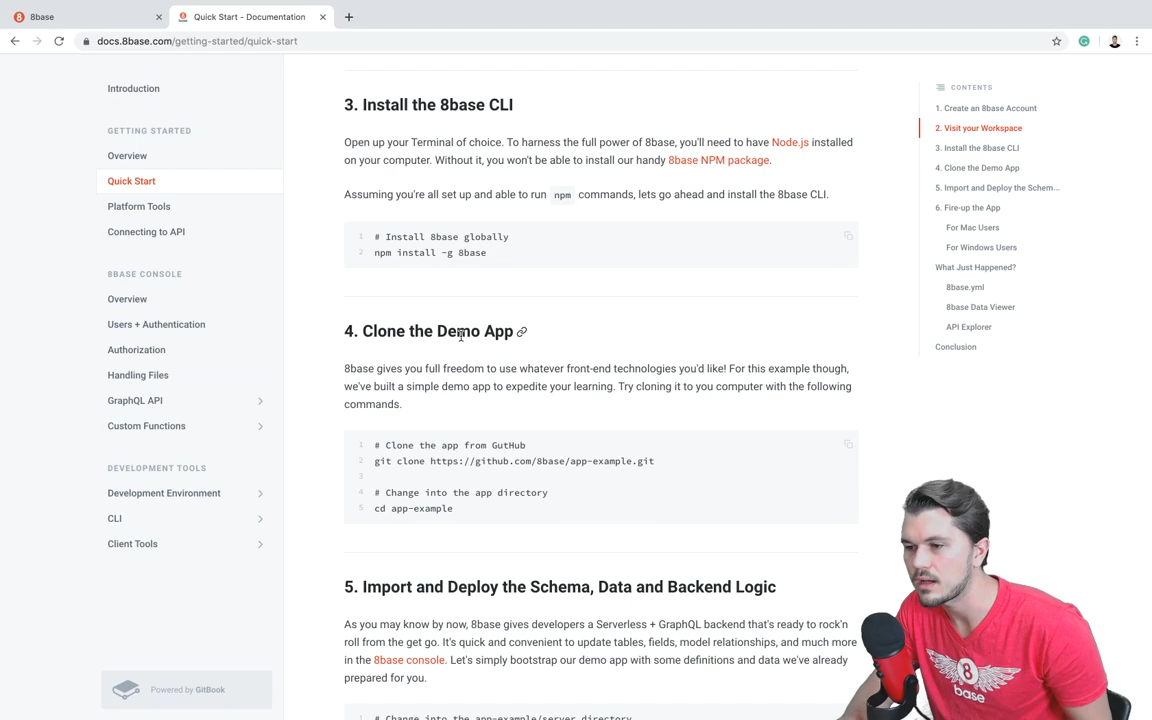 8base
Quick Start - Documentation
docs.8base.com/getting-started/quick-start
Introduction
GETTING STARTED
Overview
Quick Start
Platform Tools
Connecting to API
8BASE CONSOLE
Overview
Users + Authentication
Authorization
Handling Files
GraphQL API
Custom Functions
DEVELOPMENT TOOLS
Development Environment
CLI
Client Tools
Powered by GitBook
3. Install the 8base CLI
Open up your Terminal of choice. To harness the full power of 8base, you'll need to have Node.js installed
on your computer. Without it, you won't be able to install our handy 8base NPM package.
Assuming you're all set up and able to run npm commands, lets go ahead and install the 8base CLI.
1 # Install 8base globally
2 npm install -g 8base
4. Clone the Demo App
8base gives you full freedom to use whatever front-end technologies you'd like! For this example though,
we've built a simple demo app to expedite your learning. Try cloning it to you computer with the following
commands.
1 # Clone the app from GutHub
2 git clone https://github.com/8base/app-example.git
3
4 # Change into the app directory
5 cd app-example
5. Import and Deploy the Schema, Data and Backend Logic
As you may know by now, 8base gives developers a Serverless + GraphQL backend that's ready to rock'n
roll from the get go. It's quick and convenient to update tables, fields, model relationships, and much more
in the 8base console. Let's simply bootstrap our demo app with some definitions and data we've already
prepared for you.
1 # Change into the app-example/server directory
CONTENTS
1. Create an 8base Account
2. Visit your Workspace
3. Install the 8base CLI
4. Clone the Demo App
5. Import and Deploy the Schem...
6. Fire-up the App
For Mac Users
For Windows Users
What Just Happened?
8base.yml
8base Data Viewer
API Explorer
Conclusion
8
base